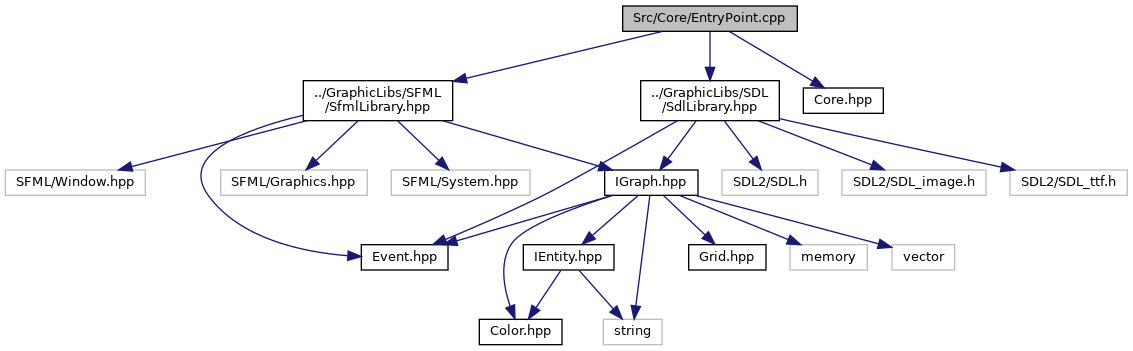 Src/Core/EntryPoint.cpp
../GraphicLibs/SFML
/SfmlLibrary.hpp
../GraphicLibs/SDL
/SdlLibrary.hpp
Core.hpp
SFML/Window.hpp
SFML/Graphics.hpp
SFML/System.hpp
IGraph.hpp
SDL2/SDL.h
SDL2/SDL_image.h
SDL2/SDL_ttf.h
Event.hpp
IEntity.hpp
Grid.hpp
memory
vector
Color.hpp
string